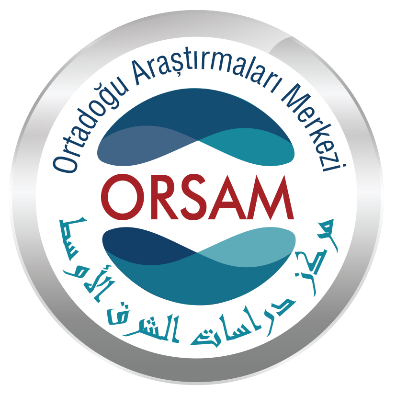 Ortadoğu Araştırmaları Merkezi
ORSAM
مركز دراسات الشرق الأوسط